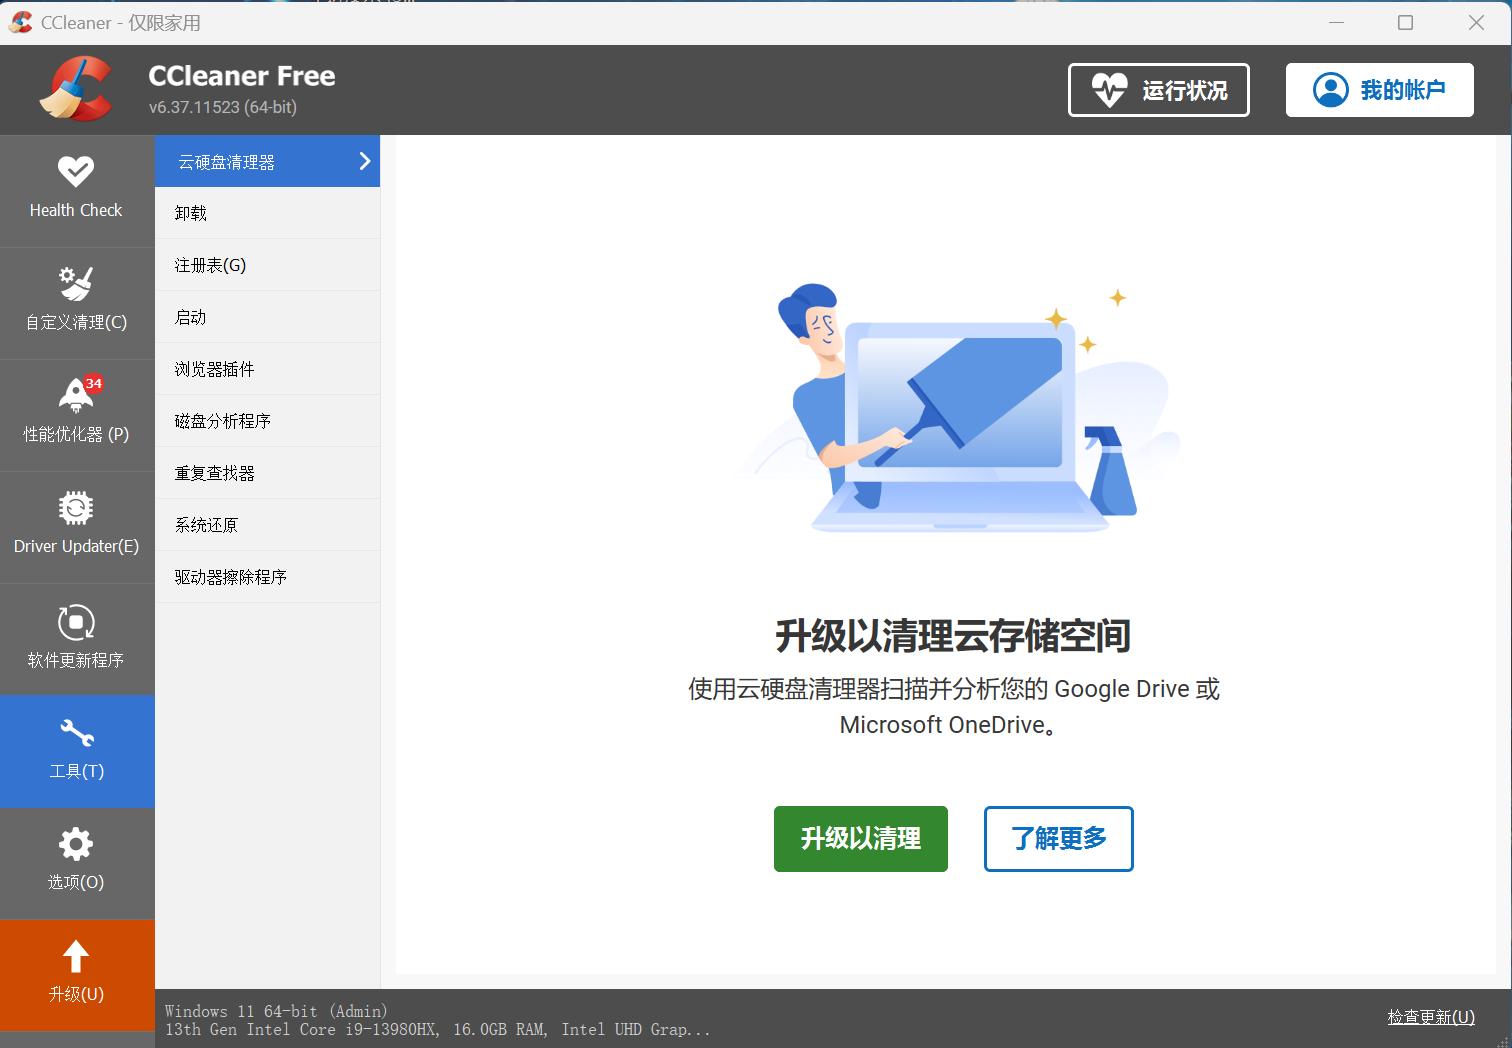 CCleaner - 仅限家用
CCleaner Free
v6.37.11523 (64-bit)
运行状况
我的帐户
Health Check
自定义清理(C)
34
性能优化器 (P)
Driver Updater(E)
软件更新程序
工具(T)
选项(O)
升级(U)
云硬盘清理器
卸载
注册表(G)
启动
浏览器插件
磁盘分析程序
重复查找器
系统还原
驱动器擦除程序
升级以清理云存储空间
使用云硬盘清理器扫描并分析您的 Google Drive 或
Microsoft OneDrive。
升级以清理
了解更多
Windows 11 64-bit (Admin)
13th Gen Intel Core i9-13980HX, 16.0GB RAM, Intel UHD Grap...
检查更新(U)